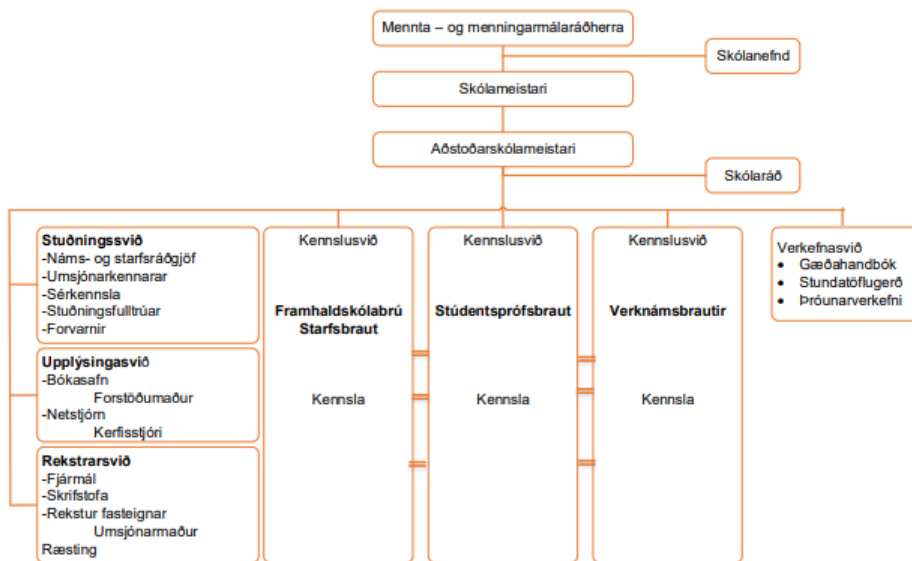 Mennta – og menningarmálaráðherra
Skólanefnd
Skólameistari
Aðstoðarskólameistari
Skólaráð
Stuðningssvið
-Náms- og starfsráðgjöf
-Umsjónarkennarar
-Sérkennsla
-Stuðningsfulltrúar
-Forvarnir
Upplýsingasvið
-Bókasafn
Forstöðumaður
-Netstjórn
Kerfisstjóri
Rekstrarsvið
-Fjármál
-Skrifstofa
-Rekstur fasteignar
Umsjónarmaður
Ræsting
Kennslusvið
Framhaldskólabrú
Starfsbraut
Kennsla
Kennslusvið
Stúdentsprófsbraut
Kennsla
Kennslusvið
Verknámsbrautir
Kennsla
Verkefnasvið
• Gæðahandbók
• Stundatöflugerð
• Þróunarverkefni